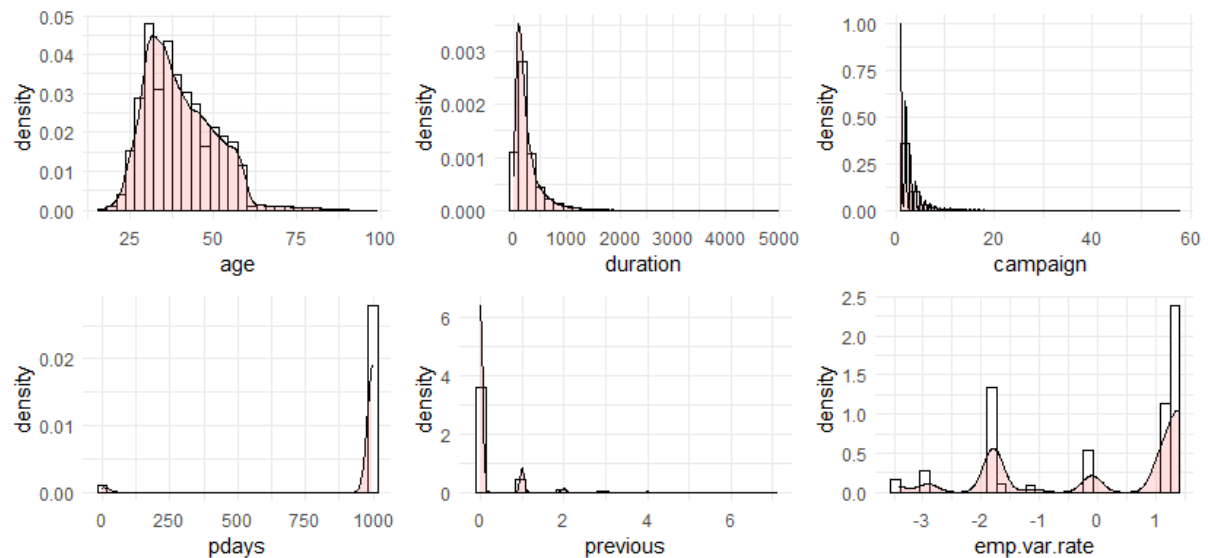 density
0.05
0.04
0.03
0.02
0.01
0.00
25 50 75 100
age
density
0.003
0.002
0.001
0.000
0 1000 2000 3000 4000 5000
duration
density
1.00
0.75
0.50
0.25
0.00
0 20 40 60
campaign
density
0.02
0.01
0.00
0 250 500 750 1000
pdays
density
6
4
2
0
0 2 4 6
previous
density
2.5
2.0
1.5
1.0
0.5
0.0
-3 -2 -1 0 1
emp.var.rate